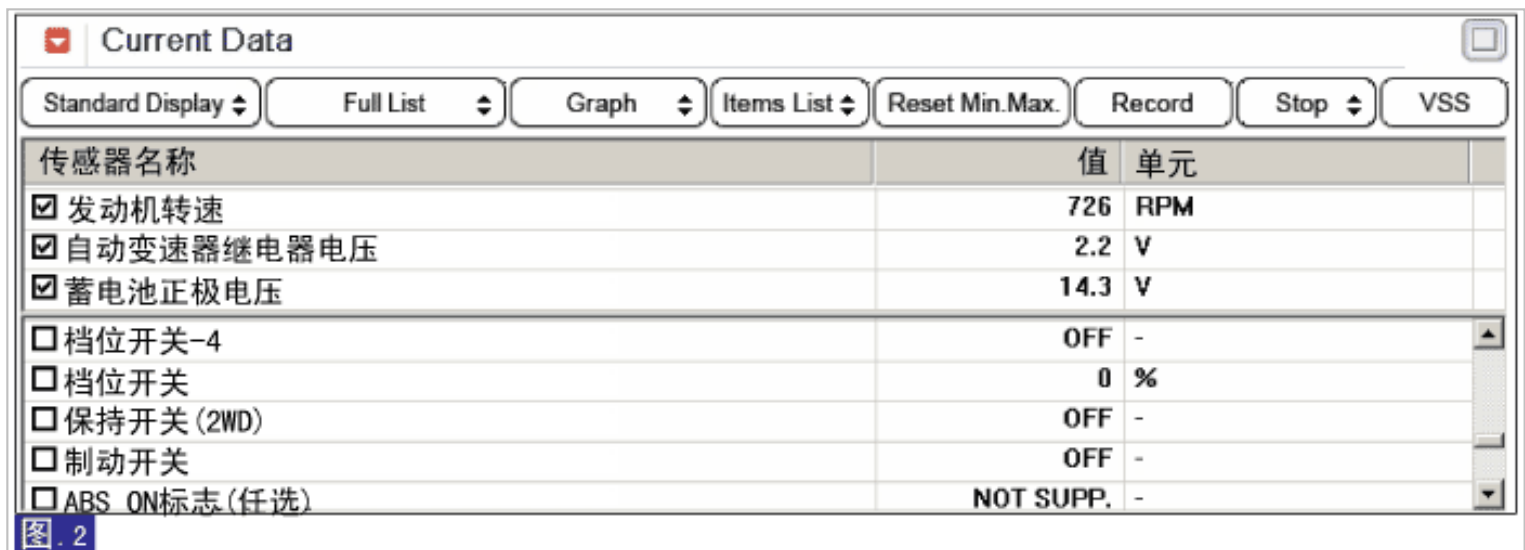 Current Data
Standard Display Full List Graph Items List Reset Min.Max. Record Stop VSS
传感器名称 值 单元
发动机转速 726 RPM
自动变速器继电器电压 2.2 V
蓄电池正极电压 14.3 V
档位开关-4 OFF -
档位开关 0 %
保持开关(2WD) OFF -
制动开关 OFF -
ABS ON标志(任选) NOT SUPP. -
图.2